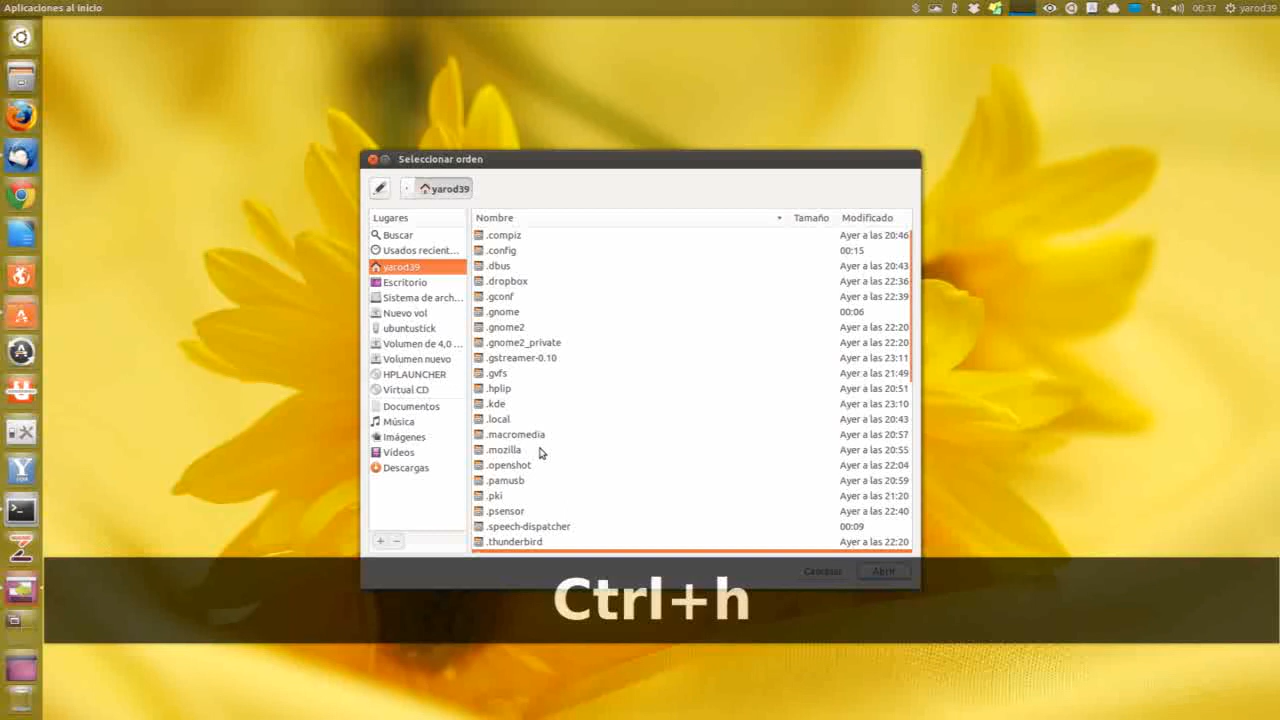 Aplicaciones al inicio
00:37 yarod39
Seleccionar orden
yarod39
Lugares
Buscar
Usados recient...
yarod39
Escritorio
Sistema de arch...
Nuevo vol
ubuntustick
Volumen de 4,0 ...
Volumen nuevo
HPLAUNCHER
Virtual CD
Documentos
Música
Imágenes
Vídeos
Descargas
Nombre Tamaño Modificado
.compiz Ayer a las 20:46
.config 00:15
.dbus Ayer a las 20:43
.dropbox Ayer a las 22:36
.gconf Ayer a las 22:39
.gnome 00:06
.gnome2 Ayer a las 22:20
.gnome2_private Ayer a las 22:20
.gstreamer-0.10 Ayer a las 23:11
.gvfs Ayer a las 21:49
.hplip Ayer a las 20:51
.kde Ayer a las 23:10
.local Ayer a las 20:43
.macromedia Ayer a las 20:57
.mozilla Ayer a las 20:55
.openshot Ayer a las 22:04
.pamusb Ayer a las 20:59
.pki Ayer a las 21:20
.psensor Ayer a las 22:40
.speech-dispatcher 00:09
.thunderbird Ayer a las 22:20
Cancelar Abrir
Ctrl+h